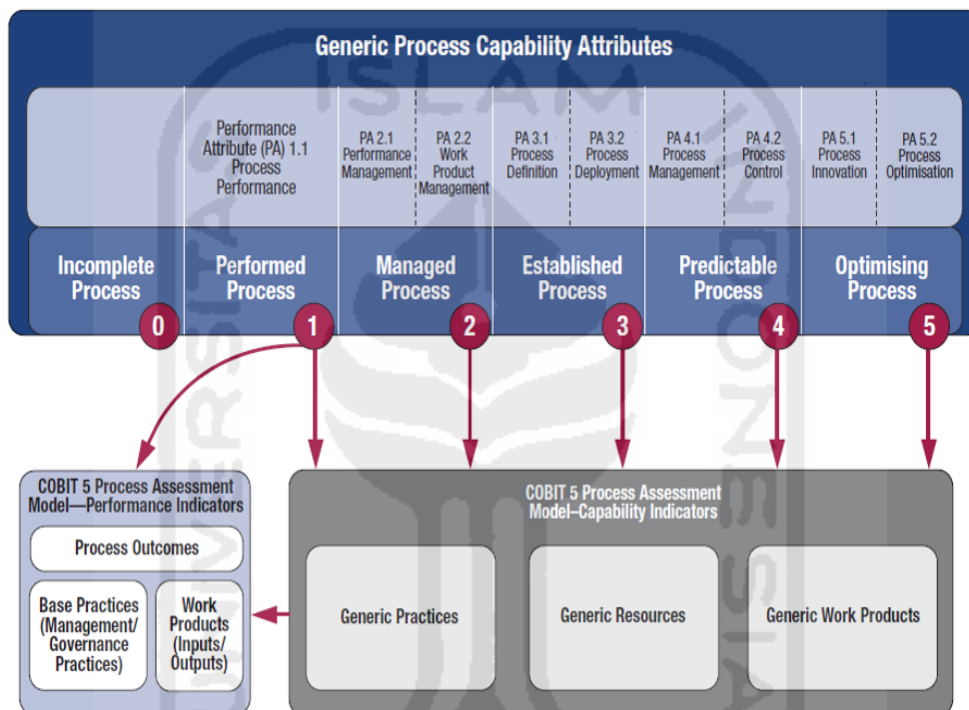 Generic Process Capability Attributes
Performance
Attribute (PA) 1.1
Process
Performance
PA 2.1
Performance
Management
PA 2.2
Work
Product
Management
PA 3.1
Process
Definition
PA 3.2
Process
Deployment
PA 4.1
Process
Management
PA 4.2
Process
Control
PA 5.1
Process
Innovation
PA 5.2
Process
Optimisation
Incomplete
Process
0
Performed
Process
1
Managed
Process
2
Established
Process
3
Predictable
Process
4
Optimising
Process
5
COBIT 5 Process Assessment
Model—Performance Indicators
Process Outcomes
Base Practices
(Management/
Governance
Practices)
Work
Products
(Inputs/
Outputs)
COBIT 5 Process Assessment
Model–Capability Indicators
Generic Practices
Generic Resources
Generic Work Products
UNIVERSITAS
ISLAM
INDONESIA